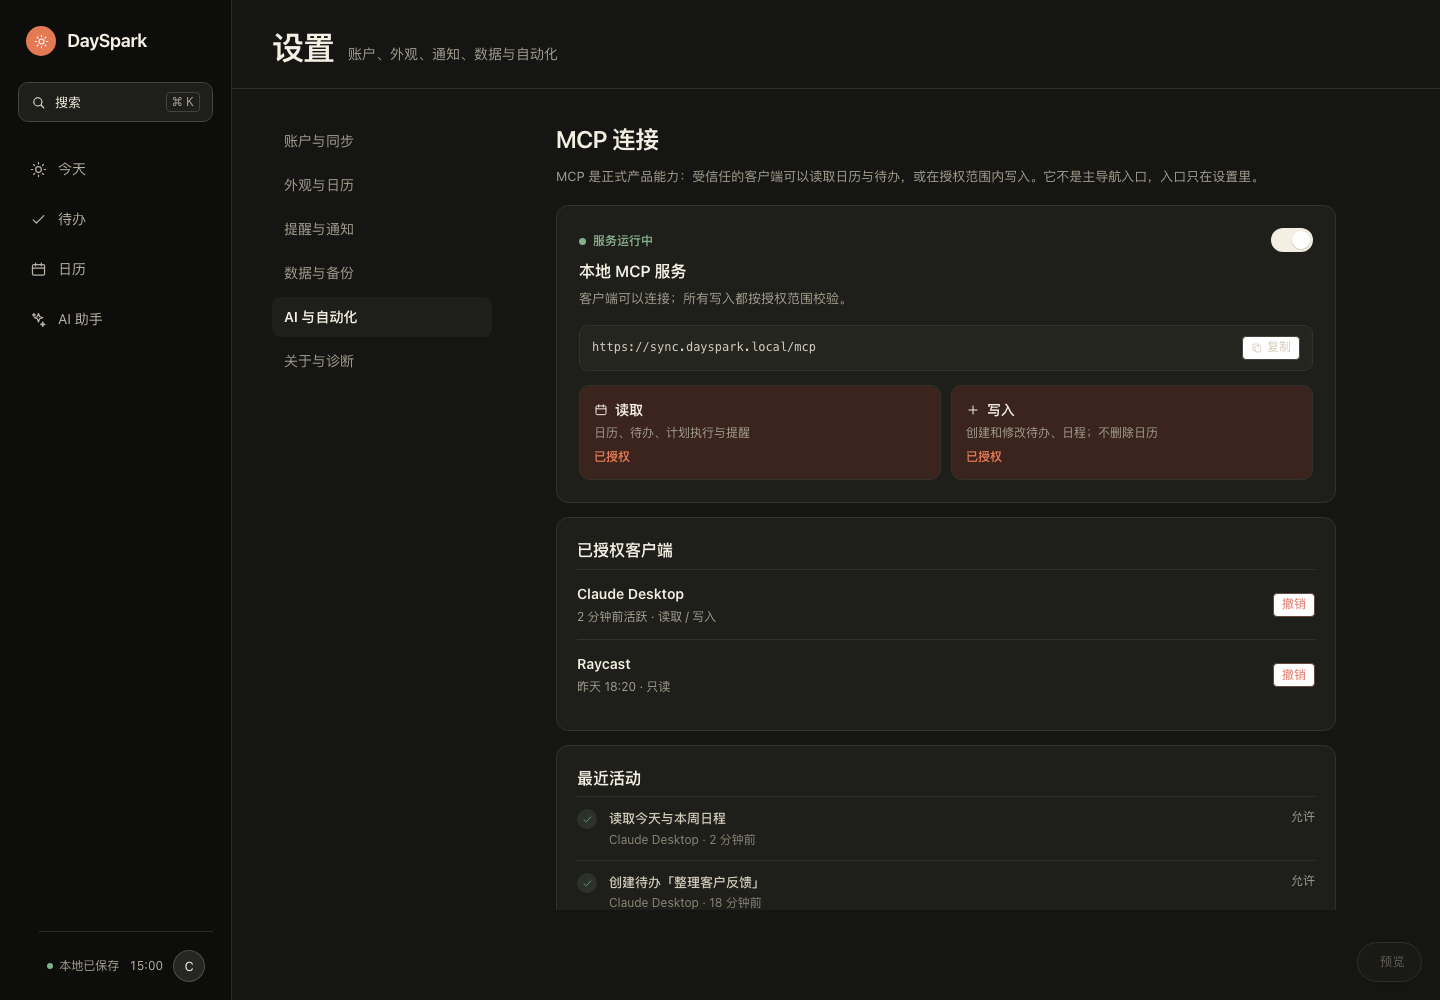 DaySpark
搜索
⌘ K
今天
待办
日历
AI 助手
本地已保存 15:00
C
设置
账户、外观、通知、数据与自动化
账户与同步
外观与日历
提醒与通知
数据与备份
AI 与自动化
关于与诊断
MCP 连接
MCP 是正式产品能力：受信任的客户端可以读取日历与待办，或在授权范围内写入。它不是主导航入口，入口只在设置里。
服务运行中
本地 MCP 服务
客户端可以连接；所有写入都按授权范围校验。
https://sync.dayspark.local/mcp
复制
读取
日历、待办、计划执行与提醒
已授权
写入
创建和修改待办、日程；不删除日历
已授权
已授权客户端
Claude Desktop
2 分钟前活跃 · 读取 / 写入
撤销
Raycast
昨天 18:20 · 只读
撤销
最近活动
读取今天与本周日程
Claude Desktop · 2 分钟前
允许
创建待办「整理客户反馈」
Claude Desktop · 18 分钟前
允许
预览